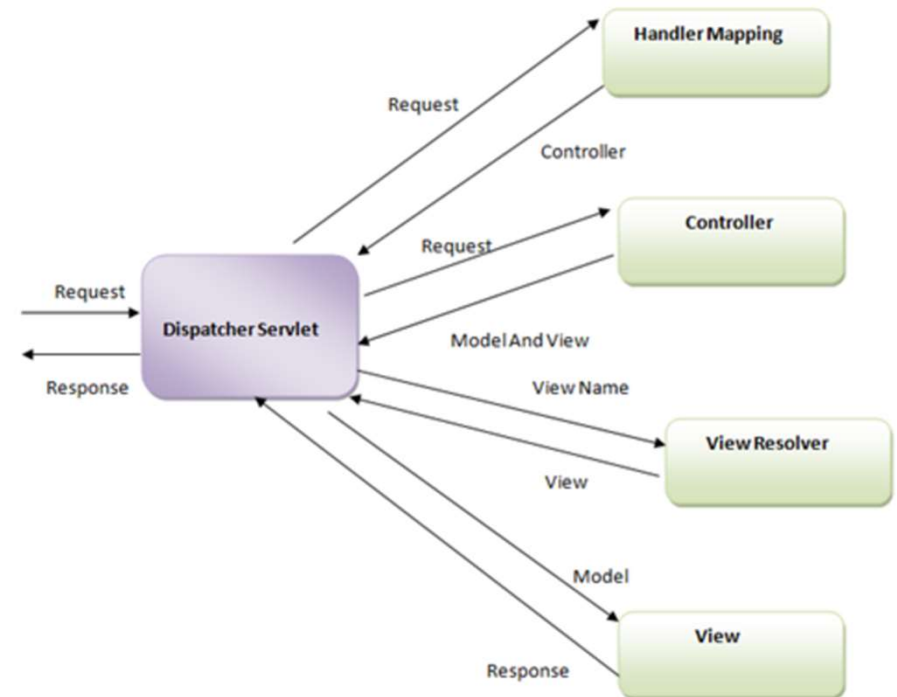 Handler Mapping
Request
Controller
Controller
Request
Request
Dispatcher Servlet
Model And View
Response
View Name
View Resolver
View
Model
View
Response